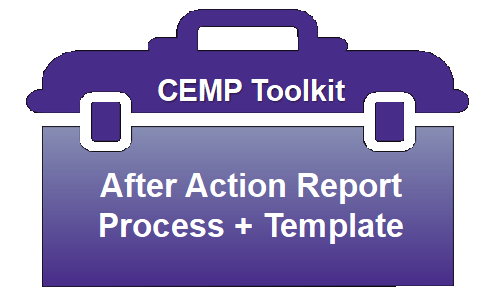 CEMP Toolkit
After Action Report
Process + Template